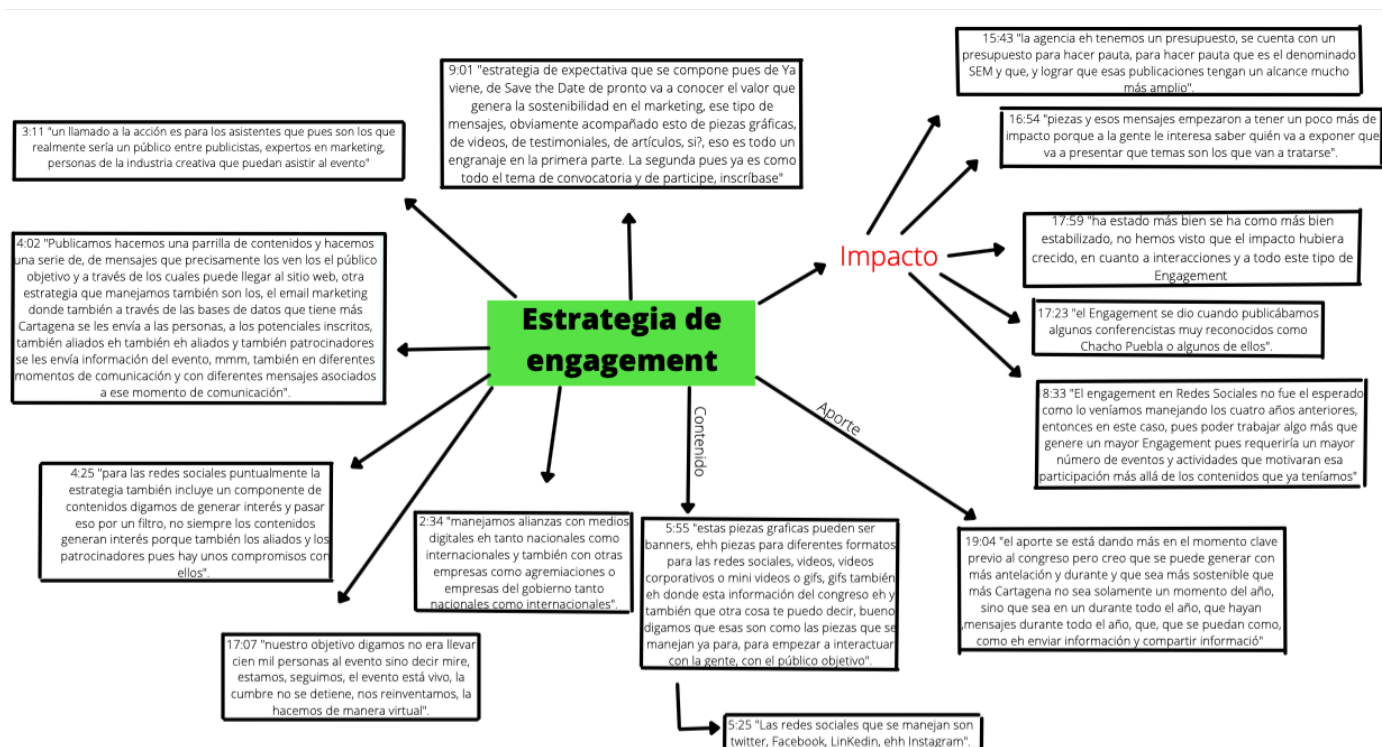 3:11 "un llamado a la acción es para los asistentes que pues son los que
realmente sería un público entre publicistas, expertos en marketing,
personas de la industria creativa que puedan asistir al evento"
9:01 "estrategia de expectativa que se compone pues de Ya
viene, de Save the Date de pronto va a conocer el valor que
genera la sostenibilidad en el marketing, ese tipo de
mensajes, obviamente acompañado esto de piezas gráficas,
de videos, de testimoniales, de artículos, si?, eso es todo un
engranaje en la primera parte. La segunda pues ya es como
todo el tema de convocatoria y de participe, inscríbase"
15:43 "la agencia eh tenemos un presupuesto, se cuenta con un
presupuesto para hacer pauta, para hacer pauta que es el denominado
SEM y que, y lograr que esas publicaciones tengan un alcance mucho
más amplio".
16:54 "piezas y esos mensajes empezaron a tener un poco más de
impacto porque a la gente le interesa saber quién va a exponer que
va a presentar que temas son los que van a tratarse".
4:02 "Publicamos hacemos una parrilla de contenidos y hacemos
una serie de, de mensajes que precisamente los ven los el público
objetivo y a través de los cuales puede llegar al sitio web, otra
estrategia que manejamos también son los, el email marketing
donde también a través de las bases de datos que tiene más
Cartagena se les envía a las personas, a los potenciales inscritos,
también aliados eh también eh aliados y también patrocinadores
se les envía información del evento, mmm, también en diferentes
momentos de comunicación y con diferentes mensajes asociados
a ese momento de comunicación".
Impacto
17:59 "ha estado más bien se ha como más bien
estabilizado, no hemos visto que el impacto hubiera
crecido, en cuanto a interacciones y a todo este tipo de
Engagement
17:23 "el Engagement se dio cuando publicábamos
algunos conferencistas muy reconocidos como
Chacho Puebla o algunos de ellos".
Estrategia de
engagement
8:33 "El engagement en Redes Sociales no fue el esperado
como lo veníamos manejando los cuatro años anteriores,
entonces en este caso, pues poder trabajar algo más que
genere un mayor Engagement pues requeriría un mayor
número de eventos y actividades que motivaran esa
participación más allá de los contenidos que ya teníamos"
Contenido
Aporte
4:25 "para las redes sociales puntualmente la
estrategia también incluye un componente de
contenidos digamos de generar interés y pasar
eso por un filtro, no siempre los contenidos
generan interés porque también los aliados y los
patrocinadores pues hay unos compromisos con
ellos".
2:34 "manejamos alianzas con medios
digitales eh tanto nacionales como
internacionales y también con otras
empresas como agremiaciones o
empresas del gobierno tanto
nacionales como internacionales".
5:55 "estas piezas graficas pueden ser
banners, ehh piezas para diferentes formatos
para las redes sociales, videos, videos
corporativos o mini videos o gifs, gifs también
eh donde esta información del congreso eh y
también que otra cosa te puedo decir, bueno
digamos que esas son como las piezas que se
manejan ya para, para empezar a interactuar
con la gente, con el público objetivo".
19:04 "el aporte se está dando más en el momento clave
previo al congreso pero creo que se puede generar con
más antelación y durante y que sea más sostenible que
más Cartagena no sea solamente un momento del año,
sino que sea en un durante todo el año, que hayan
,mensajes durante todo el año, que, que se puedan como,
como eh enviar información y compartir informació"
17:07 "nuestro objetivo digamos no era llevar
cien mil personas al evento sino decir mire,
estamos, seguimos, el evento está vivo, la
cumbre no se detiene, nos reinventamos, la
hacemos de manera virtual".
5:25 "Las redes sociales que se manejan son
twitter, Facebook, LinKedin, ehh Instagram".